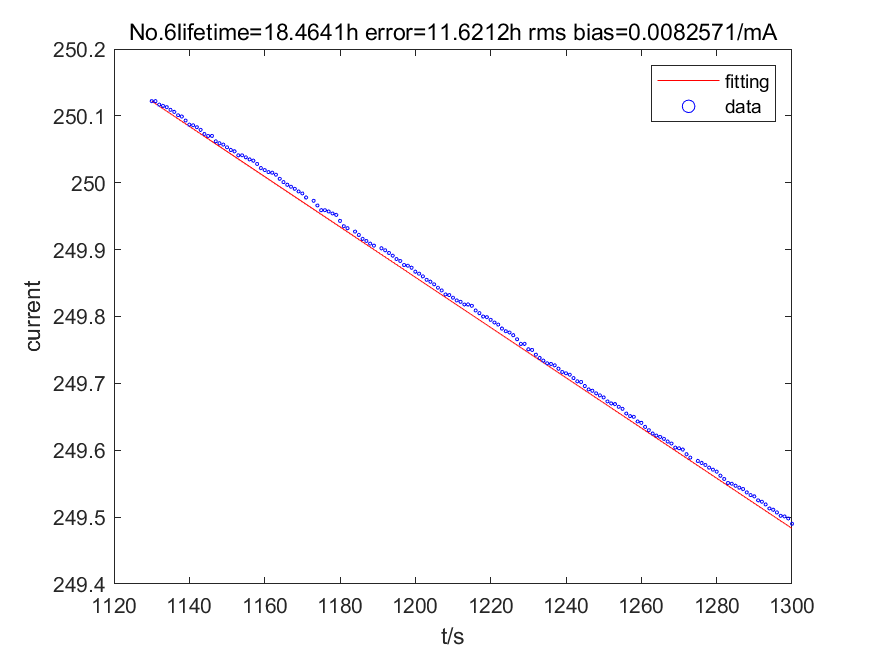 No.6lifetime=18.4641h error=11.6212h rms bias=0.0082571/mA
250.2
250.1
250
249.9
249.8
249.7
249.6
249.5
249.4
current
fitting
data
1120 1140 1160 1180 1200 1220 1240 1260 1280 1300
t/s